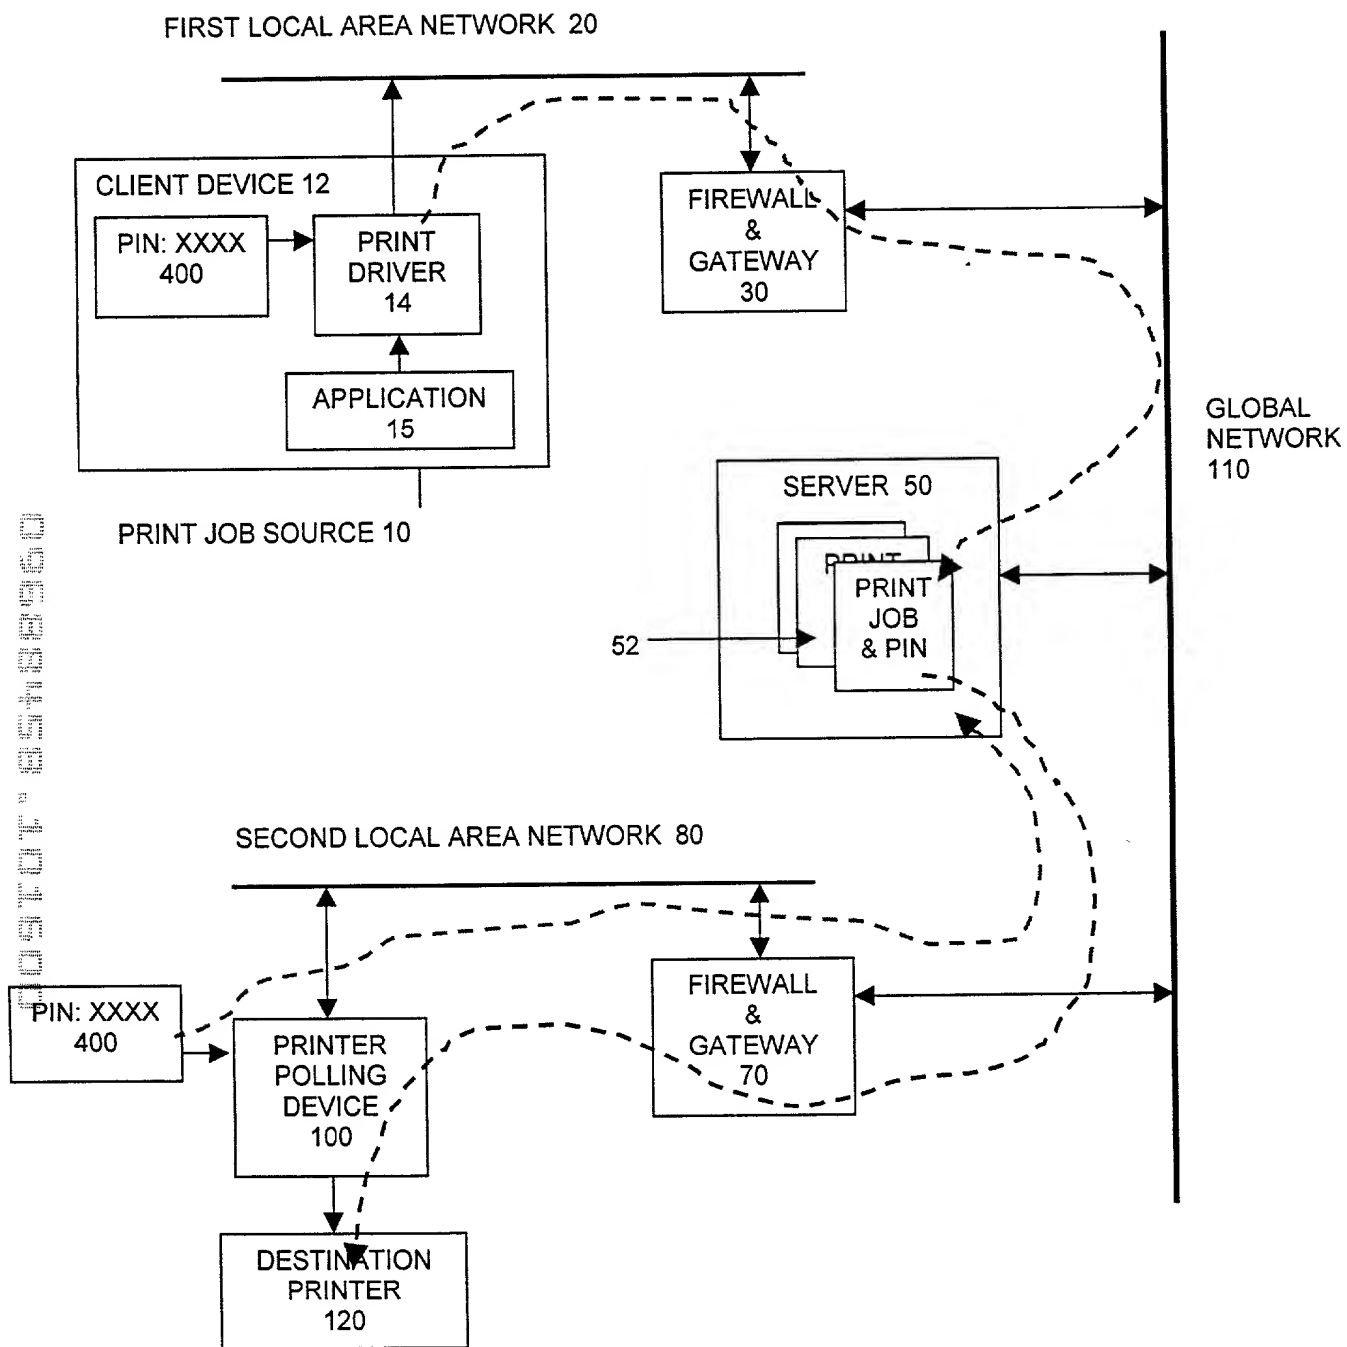 FIRST LOCAL AREA NETWORK 20
CLIENT DEVICE 12
PIN: XXXX
400
PRINT
DRIVER
14
APPLICATION
15
PRINT JOB SOURCE 10
FIREWALL
&
GATEWAY
30
GLOBAL
NETWORK
110
SERVER 50
PRINT
PRINT
JOB
& PIN
52
SECOND LOCAL AREA NETWORK 80
PIN: XXXX
400
PRINTER
POLLING
DEVICE
100
FIREWALL
&
GATEWAY
70
DESTINATION
PRINTER
120